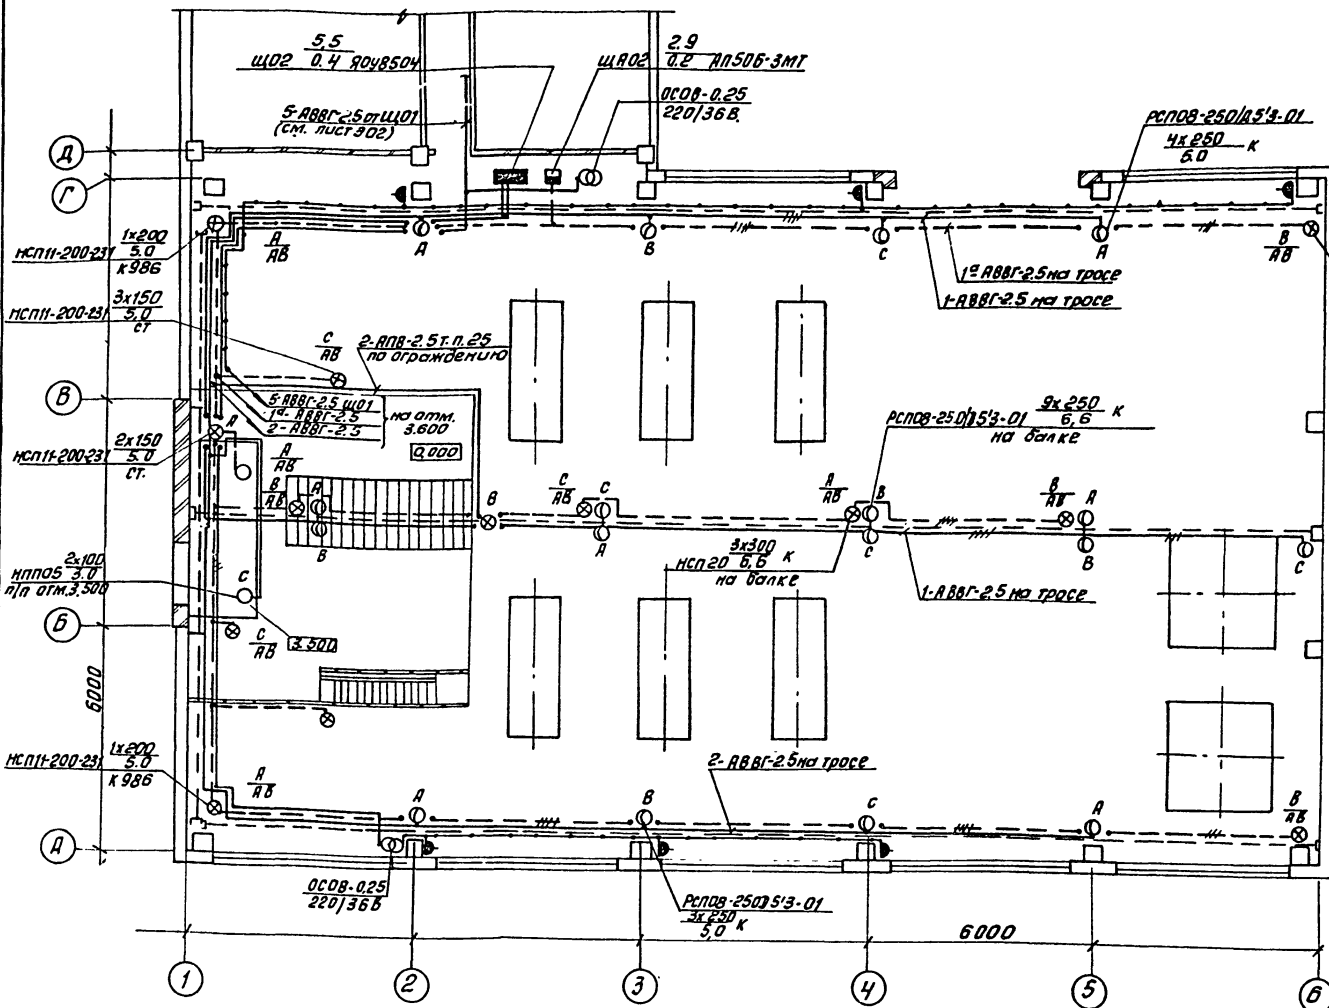 5,5
ЩО2 0.4 ЯОУ8504
2.9
ЩАО2 0.2 АП50Б-3МТ
5-АВВГ-2.5 от ЩО1
(см. лист ЭО2)
ОСОВ-0.25
220/36В.
РСП08-250/Д5'3-01
4х250 К
6.0
Д
Г
А
В
С
А
А
АВ
В
АВ
НСП11-200-231 1х200
5.0
К 986
1ª АВВГ-2.5 на тросе
1-АВВГ-2.5 на тросе
НСП11-200-231 3х150
5.0
СТ
С
АВ
2-АПВ-2.5 Т.П.25
по ограждению
В
5-АВВГ-2.5 ЩО1
1ª-АВВГ-2.5
2-АВВГ-2.5
на отм.
3.600
0,000
РСП08-250/Д5'3-01 9х250 К
6,6
на балке
А
НСП11-200-231 2х150
5.0
СТ.
А
АВ
В
АВ
А
В
В
С
АВ
С
А
А
АВ
В
С
В
АВ
А
В
С
НСП20 3х300 К
6,6
на балке
1-АВВГ-2.5 на тросе
НПП05 2х100
3.0
п/п отм.3.500
С
Б
С
АВ
3.500
6000
НСП11-200-231 1х200
5.0
К 986
А
АВ
2-АВВГ-2.5 на тросе
А
В
С
А
В
АВ
А
ОСОВ-0.25
220/36В
РСП08-250Д5'3-01
3х250 К
5,0
6000
1
2
3
4
5
6